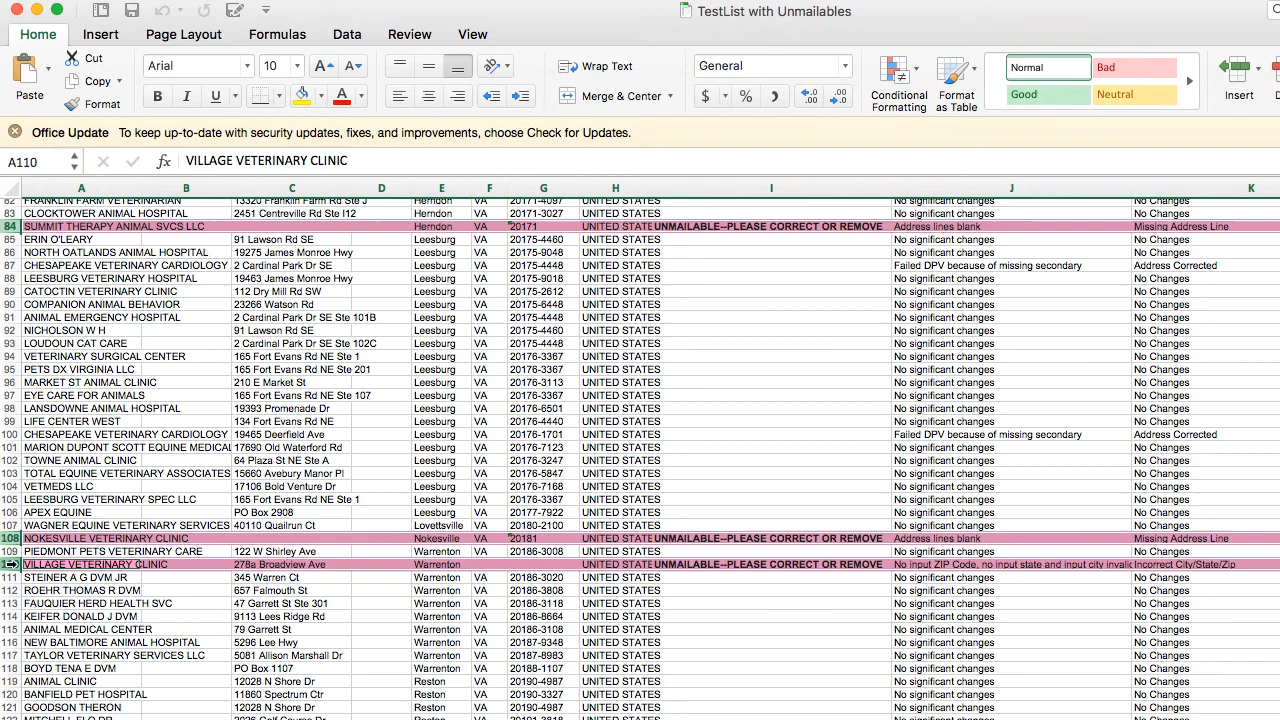 TestList with Unmailables
Home Insert Page Layout Formulas Data Review View
Cut
Copy
Format
Paste
Arial 10 A A
B I U A
Wrap Text
Merge & Center
General
$ % .0 .00 .00 .0
Conditional Formatting
Format as Table
Normal Bad
Good Neutral
Insert
Office Update To keep up-to-date with security updates, fixes, and improvements, choose Check for Updates.
A110 fx VILLAGE VETERINARY CLINIC
A B C D E F G H I J K
82 FRANKLIN FARM VETERINARIAN 13320 Franklin Farm Rd Ste J Herndon VA 20171-4097 UNITED STATES No significant changes No Changes
83 CLOCKTOWER ANIMAL HOSPITAL 2451 Centreville Rd Ste I12 Herndon VA 20171-3027 UNITED STATES No significant changes No Changes
84 SUMMIT THERAPY ANIMAL SVCS LLC Herndon VA 20171 UNITED STATE UNMAILABLE--PLEASE CORRECT OR REMOVE Address lines blank Missing Address Line
85 ERIN O'LEARY 91 Lawson Rd SE Leesburg VA 20175-4460 UNITED STATES No significant changes No Changes
86 NORTH OATLANDS ANIMAL HOSPITAL 19275 James Monroe Hwy Leesburg VA 20175-9048 UNITED STATES No significant changes No Changes
87 CHESAPEAKE VETERINARY CARDIOLOGY 2 Cardinal Park Dr SE Leesburg VA 20175-4448 UNITED STATES Failed DPV because of missing secondary Address Corrected
88 LEESBURG VETERINARY HOSPITAL 19463 James Monroe Hwy Leesburg VA 20175-9018 UNITED STATES No significant changes No Changes
89 CATOCTIN VETERINARY CLINIC 112 Dry Mill Rd SW Leesburg VA 20175-2612 UNITED STATES No significant changes No Changes
90 COMPANION ANIMAL BEHAVIOR 23266 Watson Rd Leesburg VA 20175-6448 UNITED STATES No significant changes No Changes
91 ANIMAL EMERGENCY HOSPITAL 2 Cardinal Park Dr SE Ste 101B Leesburg VA 20175-4448 UNITED STATES No significant changes No Changes
92 NICHOLSON W H 91 Lawson Rd SE Leesburg VA 20175-4460 UNITED STATES No significant changes No Changes
93 LOUDOUN CAT CARE 2 Cardinal Park Dr SE Ste 102C Leesburg VA 20175-4448 UNITED STATES No significant changes No Changes
94 VETERINARY SURGICAL CENTER 165 Fort Evans Rd NE Ste 1 Leesburg VA 20176-3367 UNITED STATES No significant changes No Changes
95 PETS DX VIRGINIA LLC 165 Fort Evans Rd NE Ste 201 Leesburg VA 20176-3367 UNITED STATES No significant changes No Changes
96 MARKET ST ANIMAL CLINIC 210 E Market St Leesburg VA 20176-3113 UNITED STATES No significant changes No Changes
97 EYE CARE FOR ANIMALS 165 Fort Evans Rd NE Ste 107 Leesburg VA 20176-3367 UNITED STATES No significant changes No Changes
98 LANSDOWNE ANIMAL HOSPITAL 19393 Promenade Dr Leesburg VA 20176-6501 UNITED STATES No significant changes No Changes
99 LIFE CENTER WEST 134 Fort Evans Rd NE Leesburg VA 20176-4440 UNITED STATES No significant changes No Changes
100 CHESAPEAKE VETERINARY CARDIOLOGY 19465 Deerfield Ave Leesburg VA 20176-1701 UNITED STATES Failed DPV because of missing secondary Address Corrected
101 MARION DUPONT SCOTT EQUINE MEDICAL 17690 Old Waterford Rd Leesburg VA 20176-7123 UNITED STATES No significant changes No Changes
102 TOWNE ANIMAL CLINIC 64 Plaza St NE Ste A Leesburg VA 20176-3247 UNITED STATES No significant changes No Changes
103 TOTAL EQUINE VETERINARY ASSOCIATES 15660 Avebury Manor Pl Leesburg VA 20176-5847 UNITED STATES No significant changes No Changes
104 VETMEDS LLC 17106 Bold Venture Dr Leesburg VA 20176-7168 UNITED STATES No significant changes No Changes
105 LEESBURG VETERINARY SPEC LLC 165 Fort Evans Rd NE Ste 1 Leesburg VA 20176-3367 UNITED STATES No significant changes No Changes
106 APEX EQUINE PO Box 2908 Leesburg VA 20177-7922 UNITED STATES No significant changes No Changes
107 WAGNER EQUINE VETERINARY SERVICES 40110 Quailrun Ct Lovettsville VA 20180-2100 UNITED STATES No significant changes No Changes
108 NOKESVILLE VETERINARY CLINIC Nokesville VA 20181 UNITED STATE UNMAILABLE--PLEASE CORRECT OR REMOVE Address lines blank Missing Address Line
109 PIEDMONT PETS VETERINARY CARE 122 W Shirley Ave Warrenton VA 20186-3008 UNITED STATES No significant changes No Changes
VILLAGE VETERINARY CLINIC 278a Broadview Ave Warrenton UNITED STATE UNMAILABLE--PLEASE CORRECT OR REMOVE No input ZIP Code, no input state and input city invalid Incorrect City/State/Zip
111 STEINER A G DVM JR 345 Warren Ct Warrenton VA 20186-3020 UNITED STATES No significant changes No Changes
112 ROEHR THOMAS R DVM 657 Falmouth St Warrenton VA 20186-3808 UNITED STATES No significant changes No Changes
113 FAUQUIER HERD HEALTH SVC 47 Garrett St Ste 301 Warrenton VA 20186-3118 UNITED STATES No significant changes No Changes
114 KEIFER DONALD J DVM 9113 Lees Ridge Rd Warrenton VA 20186-8664 UNITED STATES No significant changes No Changes
115 ANIMAL MEDICAL CENTER 79 Garrett St Warrenton VA 20186-3108 UNITED STATES No significant changes No Changes
116 NEW BALTIMORE ANIMAL HOSPITAL 5296 Lee Hwy Warrenton VA 20187-9348 UNITED STATES No significant changes No Changes
117 TAYLOR VETERINARY SERVICES LLC 5081 Allison Marshall Dr Warrenton VA 20187-8983 UNITED STATES No significant changes No Changes
118 BOYD TENA E DVM PO Box 1107 Warrenton VA 20188-1107 UNITED STATES No significant changes No Changes
119 ANIMAL CLINIC 12028 N Shore Dr Reston VA 20190-4987 UNITED STATES No significant changes No Changes
120 BANFIELD PET HOSPITAL 11860 Spectrum Ctr Reston VA 20190-3327 UNITED STATES No significant changes No Changes
121 GOODSON THERON 12028 N Shore Dr Reston VA 20190-4987 UNITED STATES No significant changes No Changes